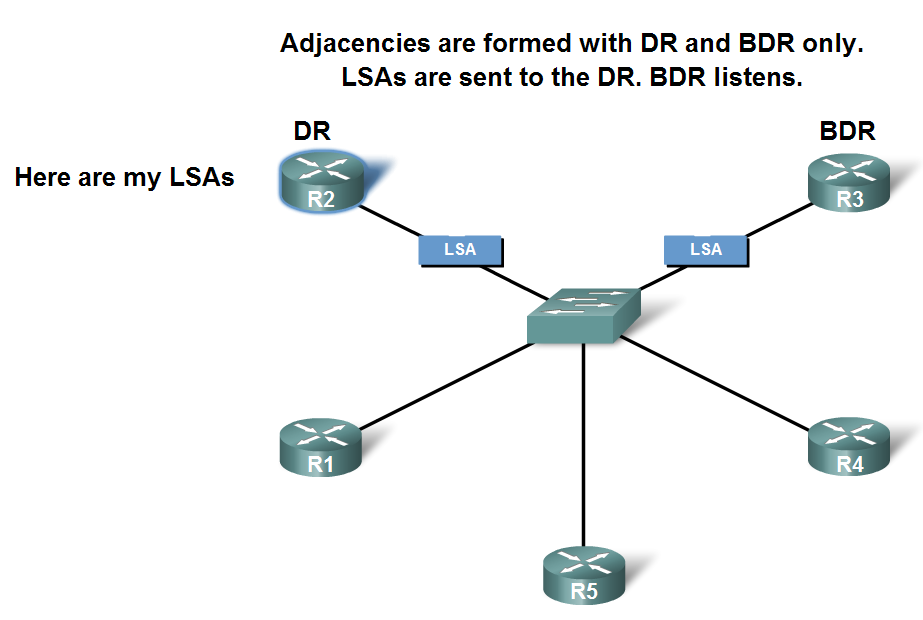 Adjacencies are formed with DR and BDR only.
LSAs are sent to the DR. BDR listens.
DR
BDR
Here are my LSAs
R2
R3
LSA
LSA
R1
R4
R5